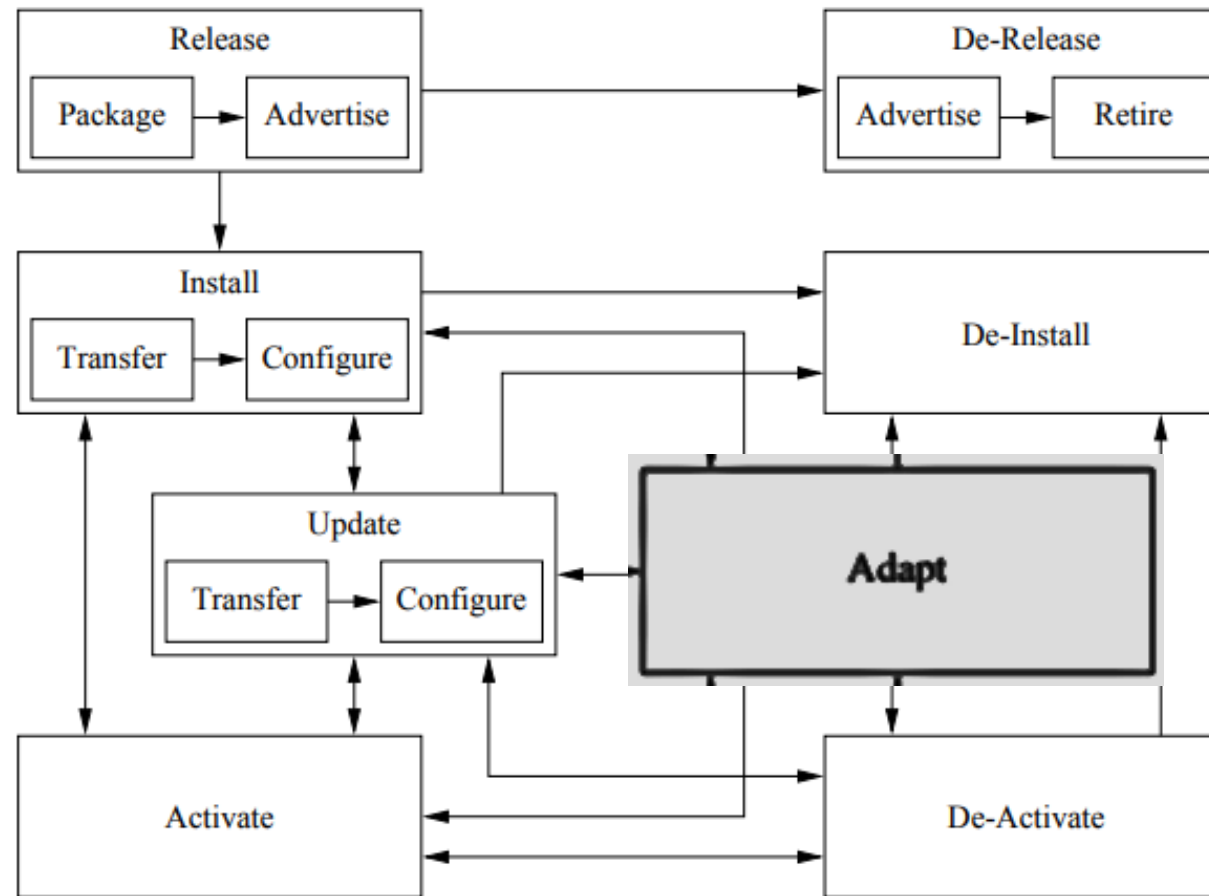 Release
Package
Advertise
De-Release
Advertise
Retire
Install
Transfer
Configure
De-Install
Update
Transfer
Configure
Adapt
Activate
De-Activate